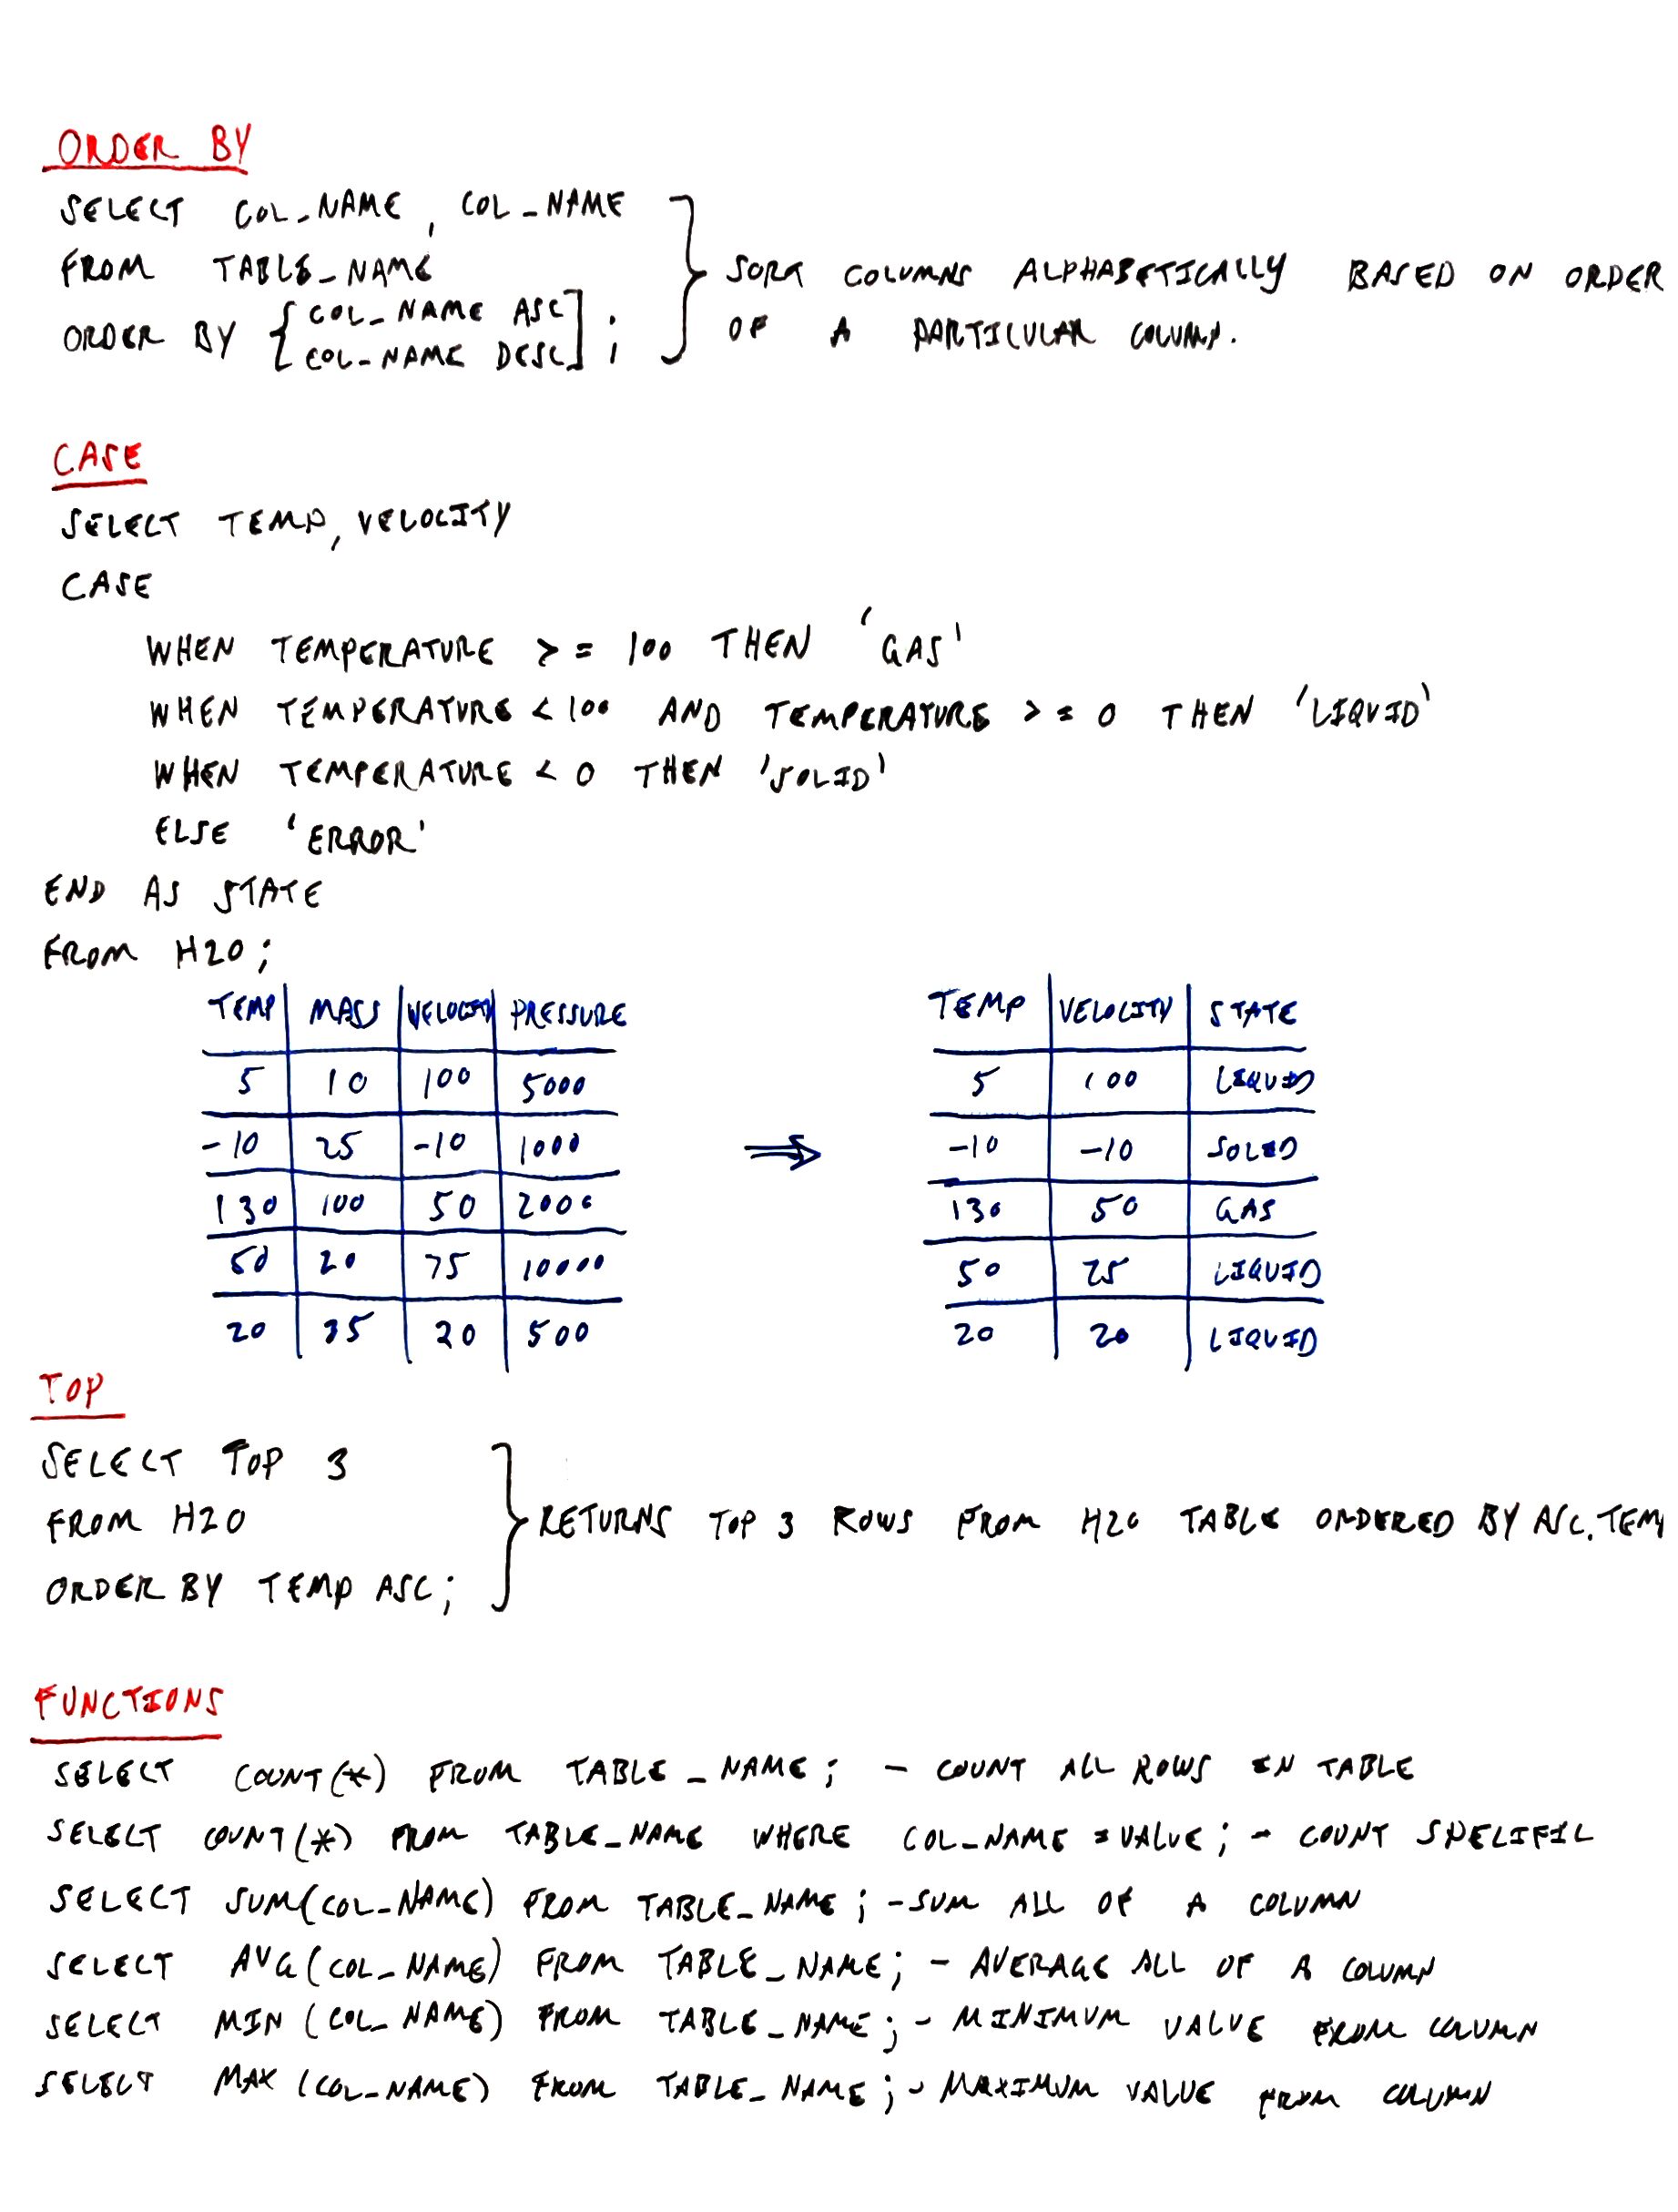 ORDER BY
SELECT COL_NAME, COL_NAME
FROM TABLE_NAME
ORDER BY { COL_NAME ASC
COL_NAME DESC ] ;
} SORT COLUMNS ALPHABETICALLY BASED ON ORDER
OF A PARTICULAR COLUMN.
CASE
SELECT TEMP, VELOCITY
CASE
WHEN TEMPERATURE >= 100 THEN 'GAS'
WHEN TEMPERATURE < 100 AND TEMPERATURE >= 0 THEN 'LIQUID'
WHEN TEMPERATURE < 0 THEN 'SOLID'
ELSE 'ERROR'
END AS STATE
FROM H2O;
TEMP | MASS | VELOCITY | PRESSURE
5 | 10 | 100 | 5000
-10 | 25 | -10 | 1000
130 | 100 | 50 | 2000
50 | 20 | 75 | 10000
20 | 35 | 20 | 500
⇒
TEMP | VELOCITY | STATE
5 | 100 | LIQUID
-10 | -10 | SOLID
130 | 50 | GAS
50 | 75 | LIQUID
20 | 20 | LIQUID
TOP
SELECT TOP 3
FROM H2O
ORDER BY TEMP ASC;
} RETURNS TOP 3 ROWS FROM H2O TABLE ORDERED BY ASC. TEM
FUNCTIONS
SELECT COUNT(*) FROM TABLE_NAME; - COUNT ALL ROWS IN TABLE
SELECT COUNT(*) FROM TABLE_NAME WHERE COL_NAME = VALUE; - COUNT SPECIFIC
SELECT SUM(COL_NAME) FROM TABLE_NAME; - SUM ALL OF A COLUMN
SELECT AVG(COL_NAME) FROM TABLE_NAME; - AVERAGE ALL OF A COLUMN
SELECT MIN (COL_NAME) FROM TABLE_NAME; - MINIMUM VALUE FROM COLUMN
SELECT MAX (COL_NAME) FROM TABLE_NAME; - MAXIMUM VALUE FROM COLUMN